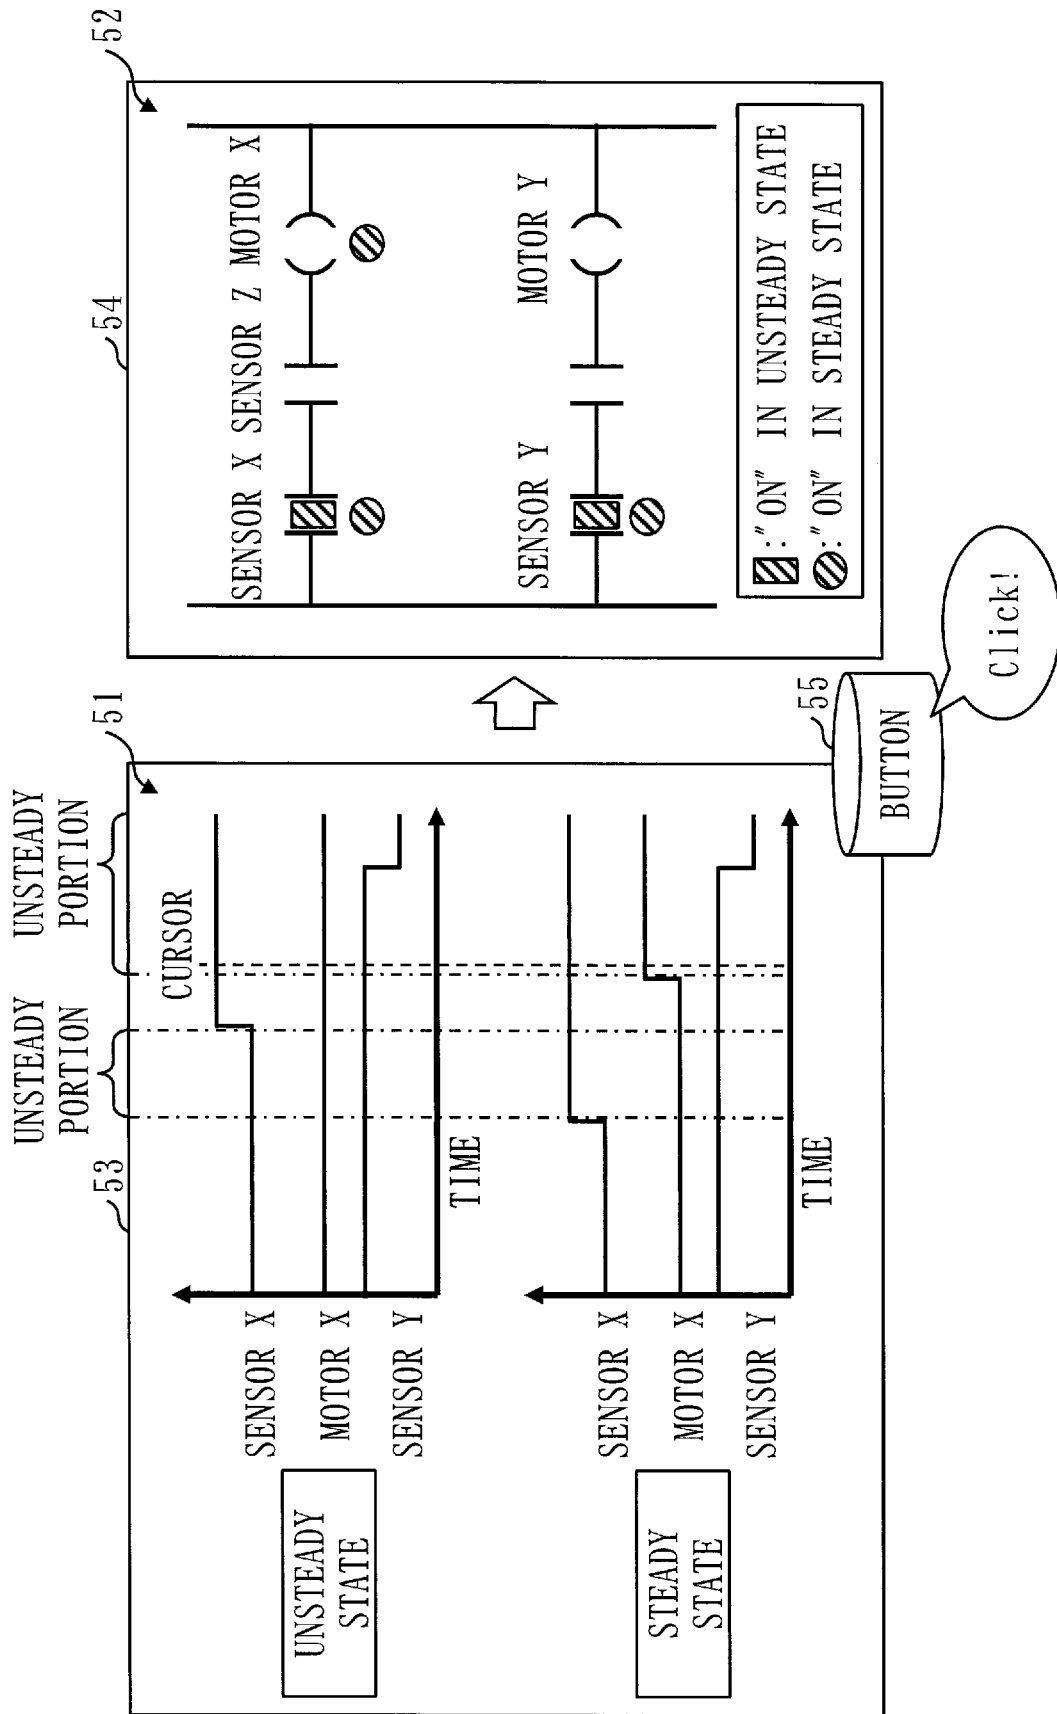 53
UNSTEADY
PORTION
UNSTEADY
PORTION
51
CURSOR
UNSTEADY
STATE
SENSOR X
MOTOR X
SENSOR Y
TIME
STEADY
STATE
SENSOR X
MOTOR X
SENSOR Y
TIME
55
BUTTON
Click!
54
52
SENSOR X SENSOR Z MOTOR X
SENSOR Y MOTOR Y
:"ON" IN UNSTEADY STATE
:"ON" IN STEADY STATE